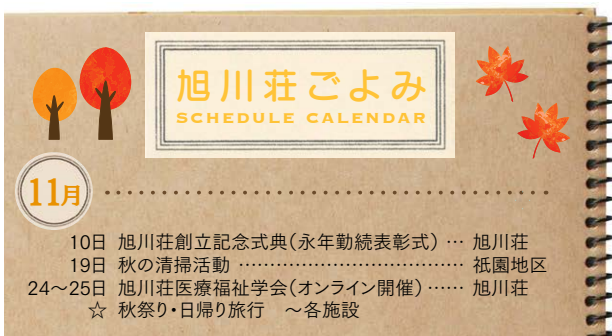 旭川荘ごよみ
SCHEDULE CALENDAR
11月
10日 旭川荘創立記念式典(永年勤続表彰式) … 旭川荘
19日 秋の清掃活動 ……………………………… 祇園地区
24〜25日 旭川荘医療福祉学会(オンライン開催) …… 旭川荘
☆ 秋祭り・日帰り旅行 〜各施設